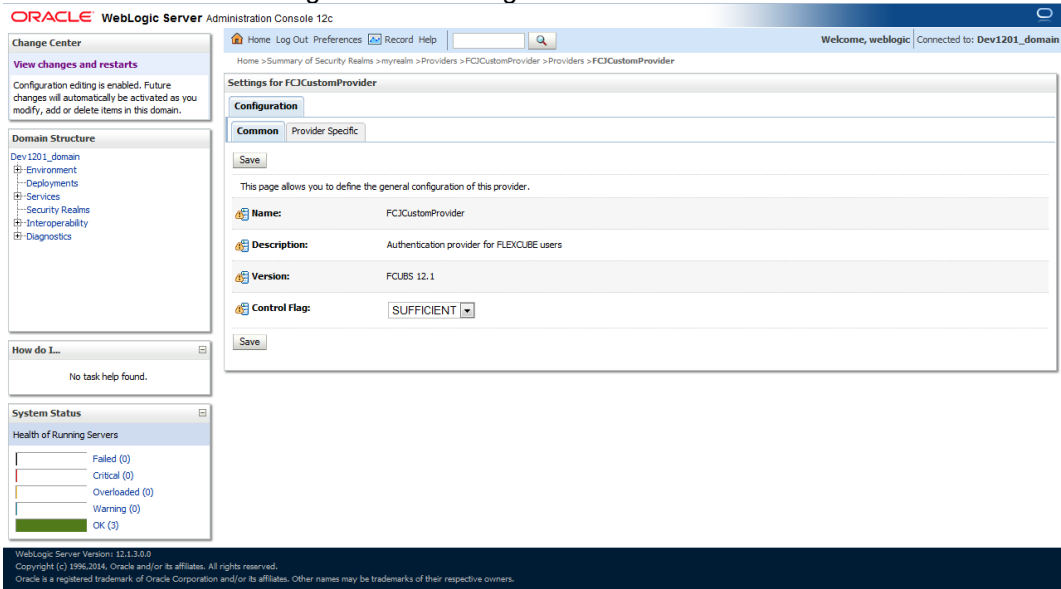 ORACLE WebLogic Server Administration Console 12c
Change Center
View changes and restarts
Configuration editing is enabled. Future
changes will automatically be activated as you
modify, add or delete items in this domain.
Domain Structure
Dev1201_domain
Environment
Deployments
Services
Security Realms
Interoperability
Diagnostics
How do I...
No task help found.
System Status
Health of Running Servers
Failed (0)
Critical (0)
Overloaded (0)
Warning (0)
OK (3)
Home Log Out Preferences Record Help
Welcome, weblogic Connected to: Dev1201_domain
Home >Summary of Security Realms >myrealm >Providers >FCJCustomProvider >Providers >FCJCustomProvider
Settings for FCJCustomProvider
Configuration
Common Provider Specific
Save
This page allows you to define the general configuration of this provider.
Name: FCJCustomProvider
Description: Authentication provider for FLEXCUBE users
Version: FCUBS 12.1
Control Flag: SUFFICIENT
Save
WebLogic Server Version: 12.1.3.0.0
Copyright (c) 1996,2014, Oracle and/or its affiliates. All rights reserved.
Oracle is a registered trademark of Oracle Corporation and/or its affiliates. Other names may be trademarks of their respective owners.